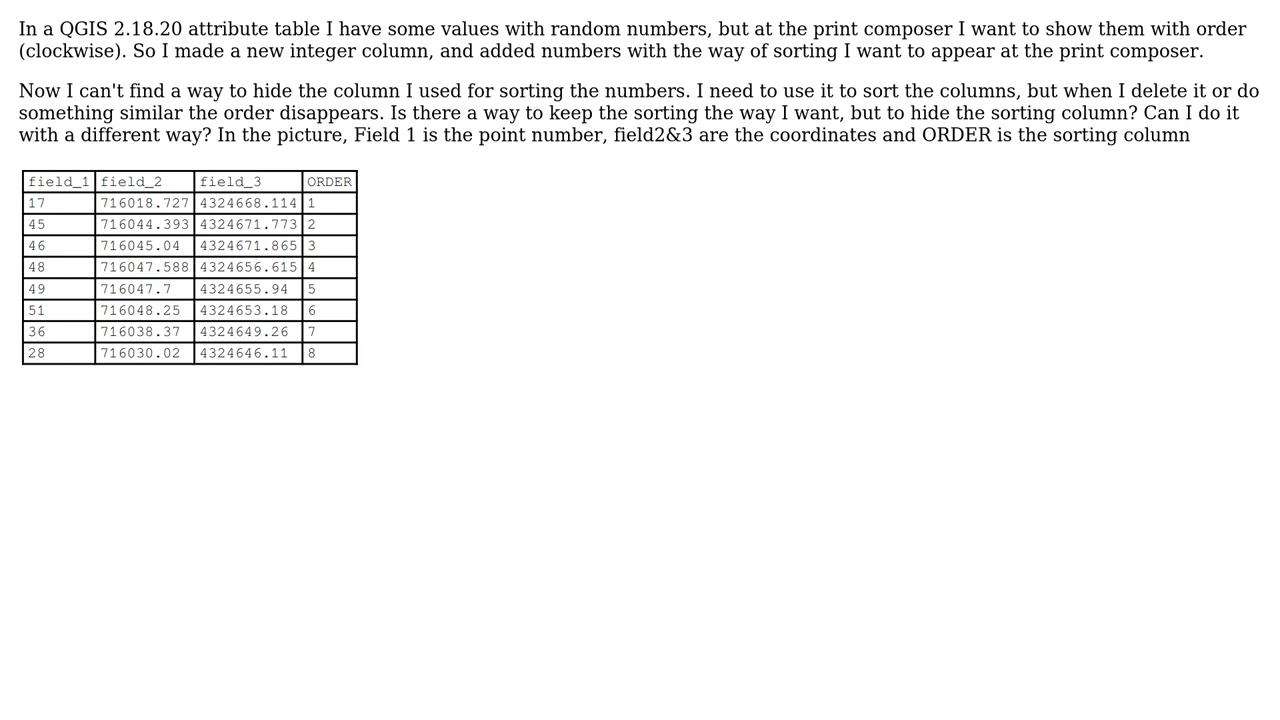 In a QGIS 2.18.20 attribute table I have some values with random numbers, but at the print composer I want to show them with order
(clockwise). So I made a new integer column, and added numbers with the way of sorting I want to appear at the print composer.
Now I can't find a way to hide the column I used for sorting the numbers. I need to use it to sort the columns, but when I delete it or do
something similar the order disappears. Is there a way to keep the sorting the way I want, but to hide the sorting column? Can I do it
with a different way? In the picture, Field 1 is the point number, field2&3 are the coordinates and ORDER is the sorting column
field_1 field_2 field_3 ORDER
17 716018.727 4324668.114 1
45 716044.393 4324671.773 2
46 716045.04 4324671.865 3
48 716047.588 4324656.615 4
49 716047.7 4324655.94 5
51 716048.25 4324653.18 6
36 716038.37 4324649.26 7
28 716030.02 4324646.11 8